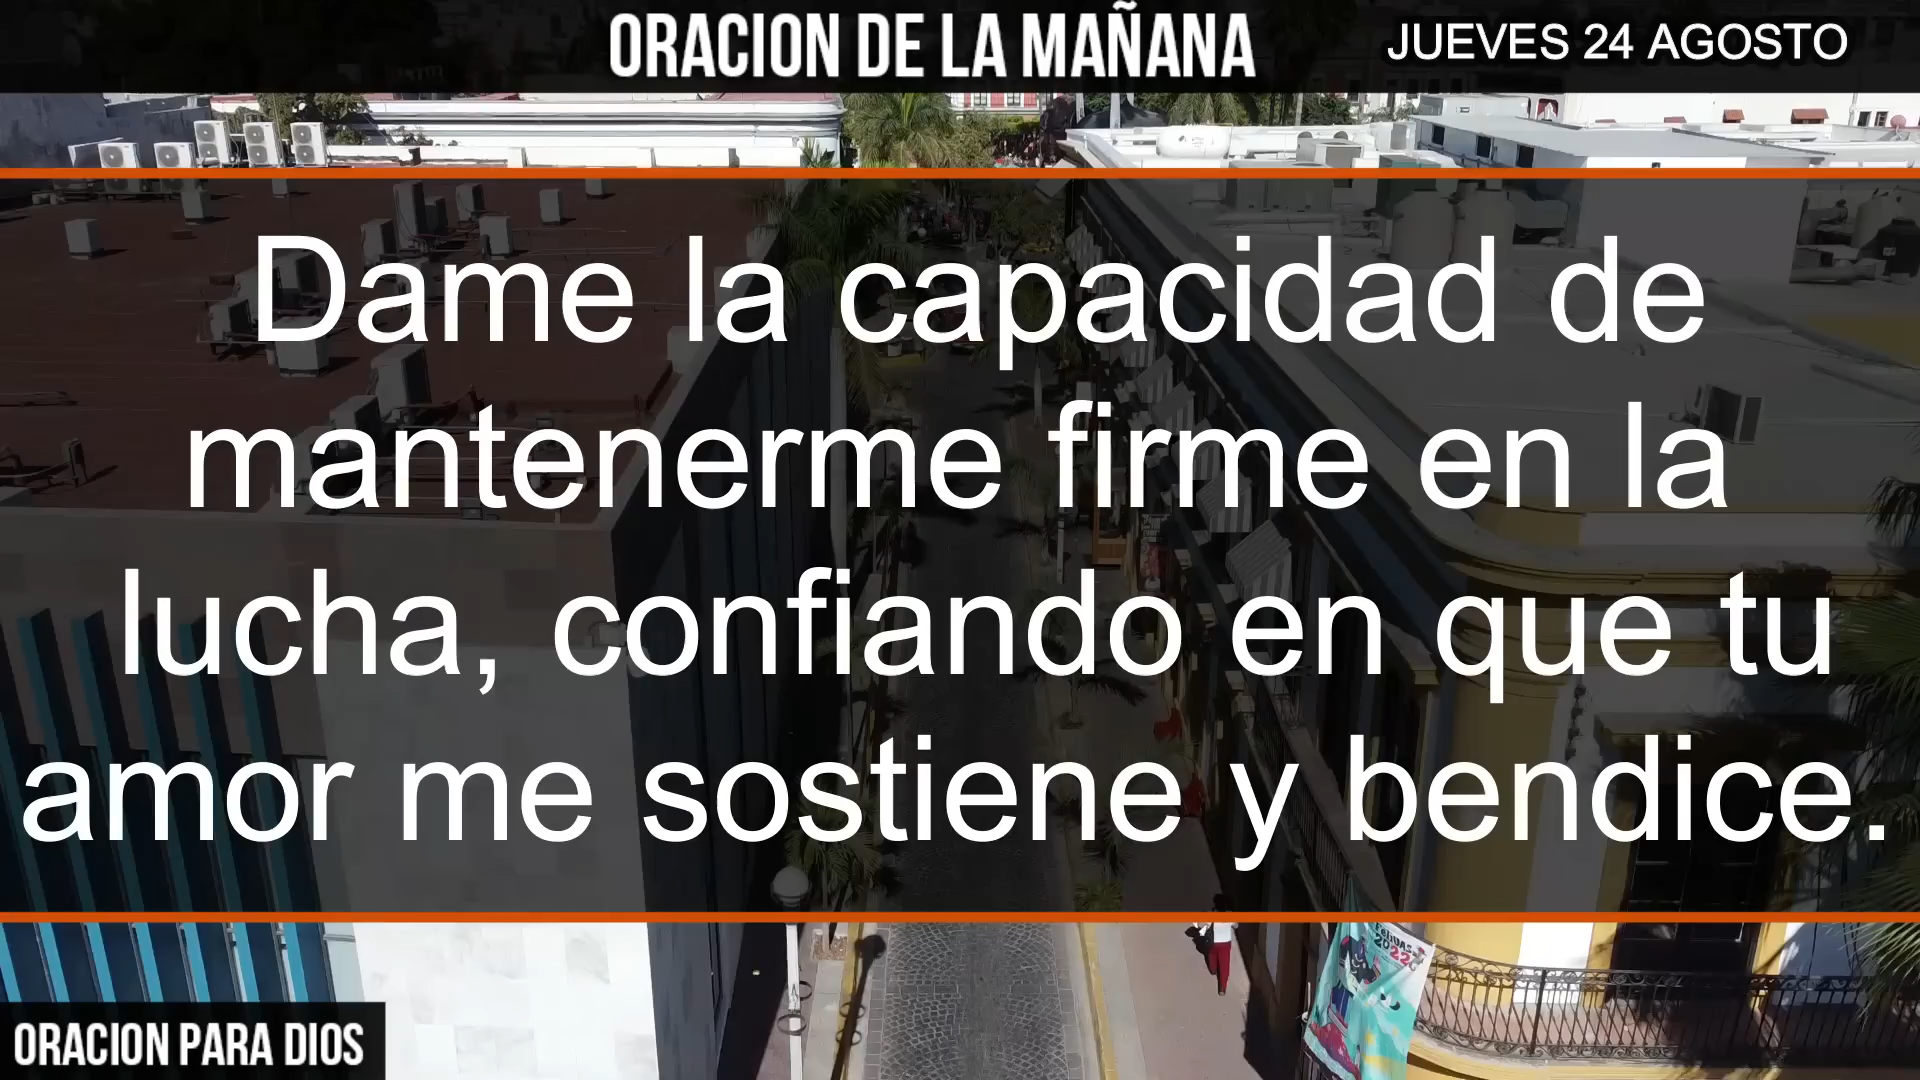 ORACION DE LA MAÑANA
JUEVES 24 AGOSTO
Dame la capacidad de
mantenerme firme en la
lucha, confiando en que tu
amor me sostiene y bendice.
2022
ORACION PARA DIOS